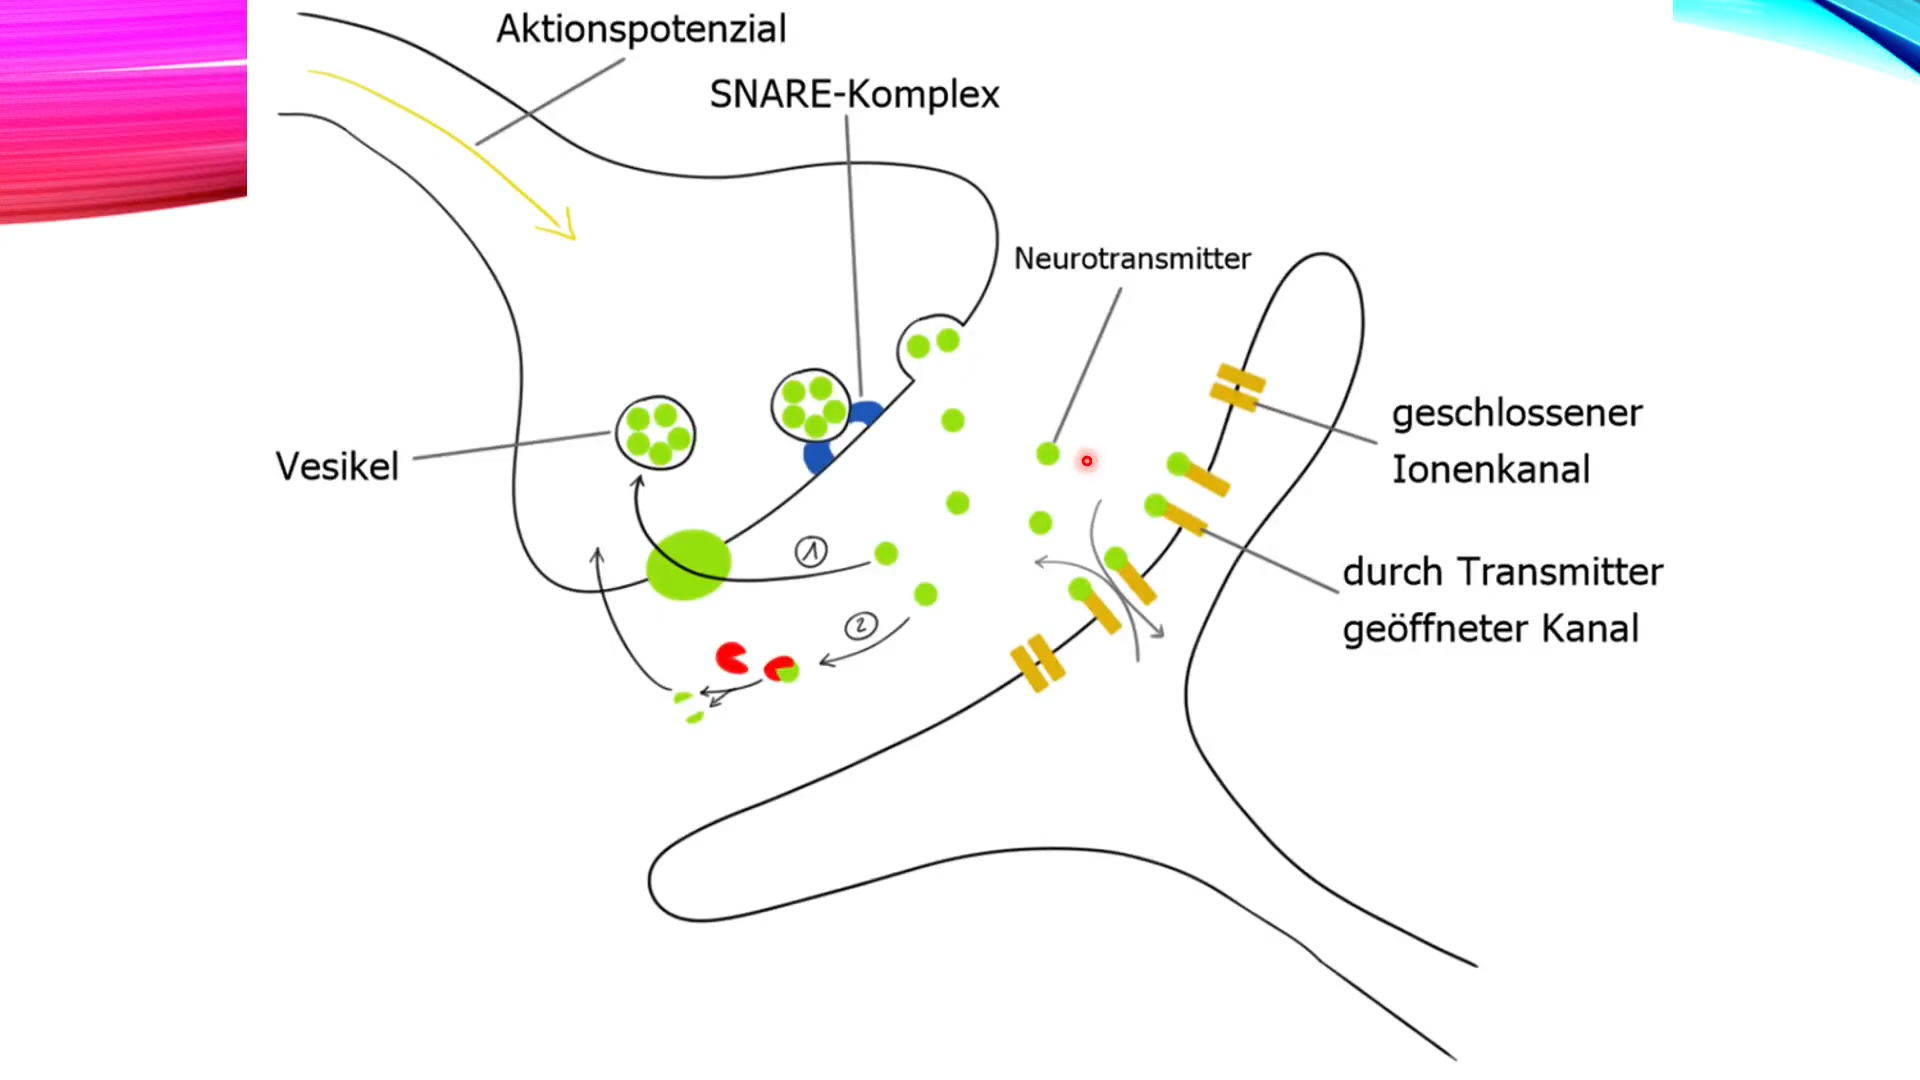 Aktionspotenzial
SNARE-Komplex
Neurotransmitter
geschlossener
Ionenkanal
Vesikel
1
durch Transmitter
geöffneter Kanal
2